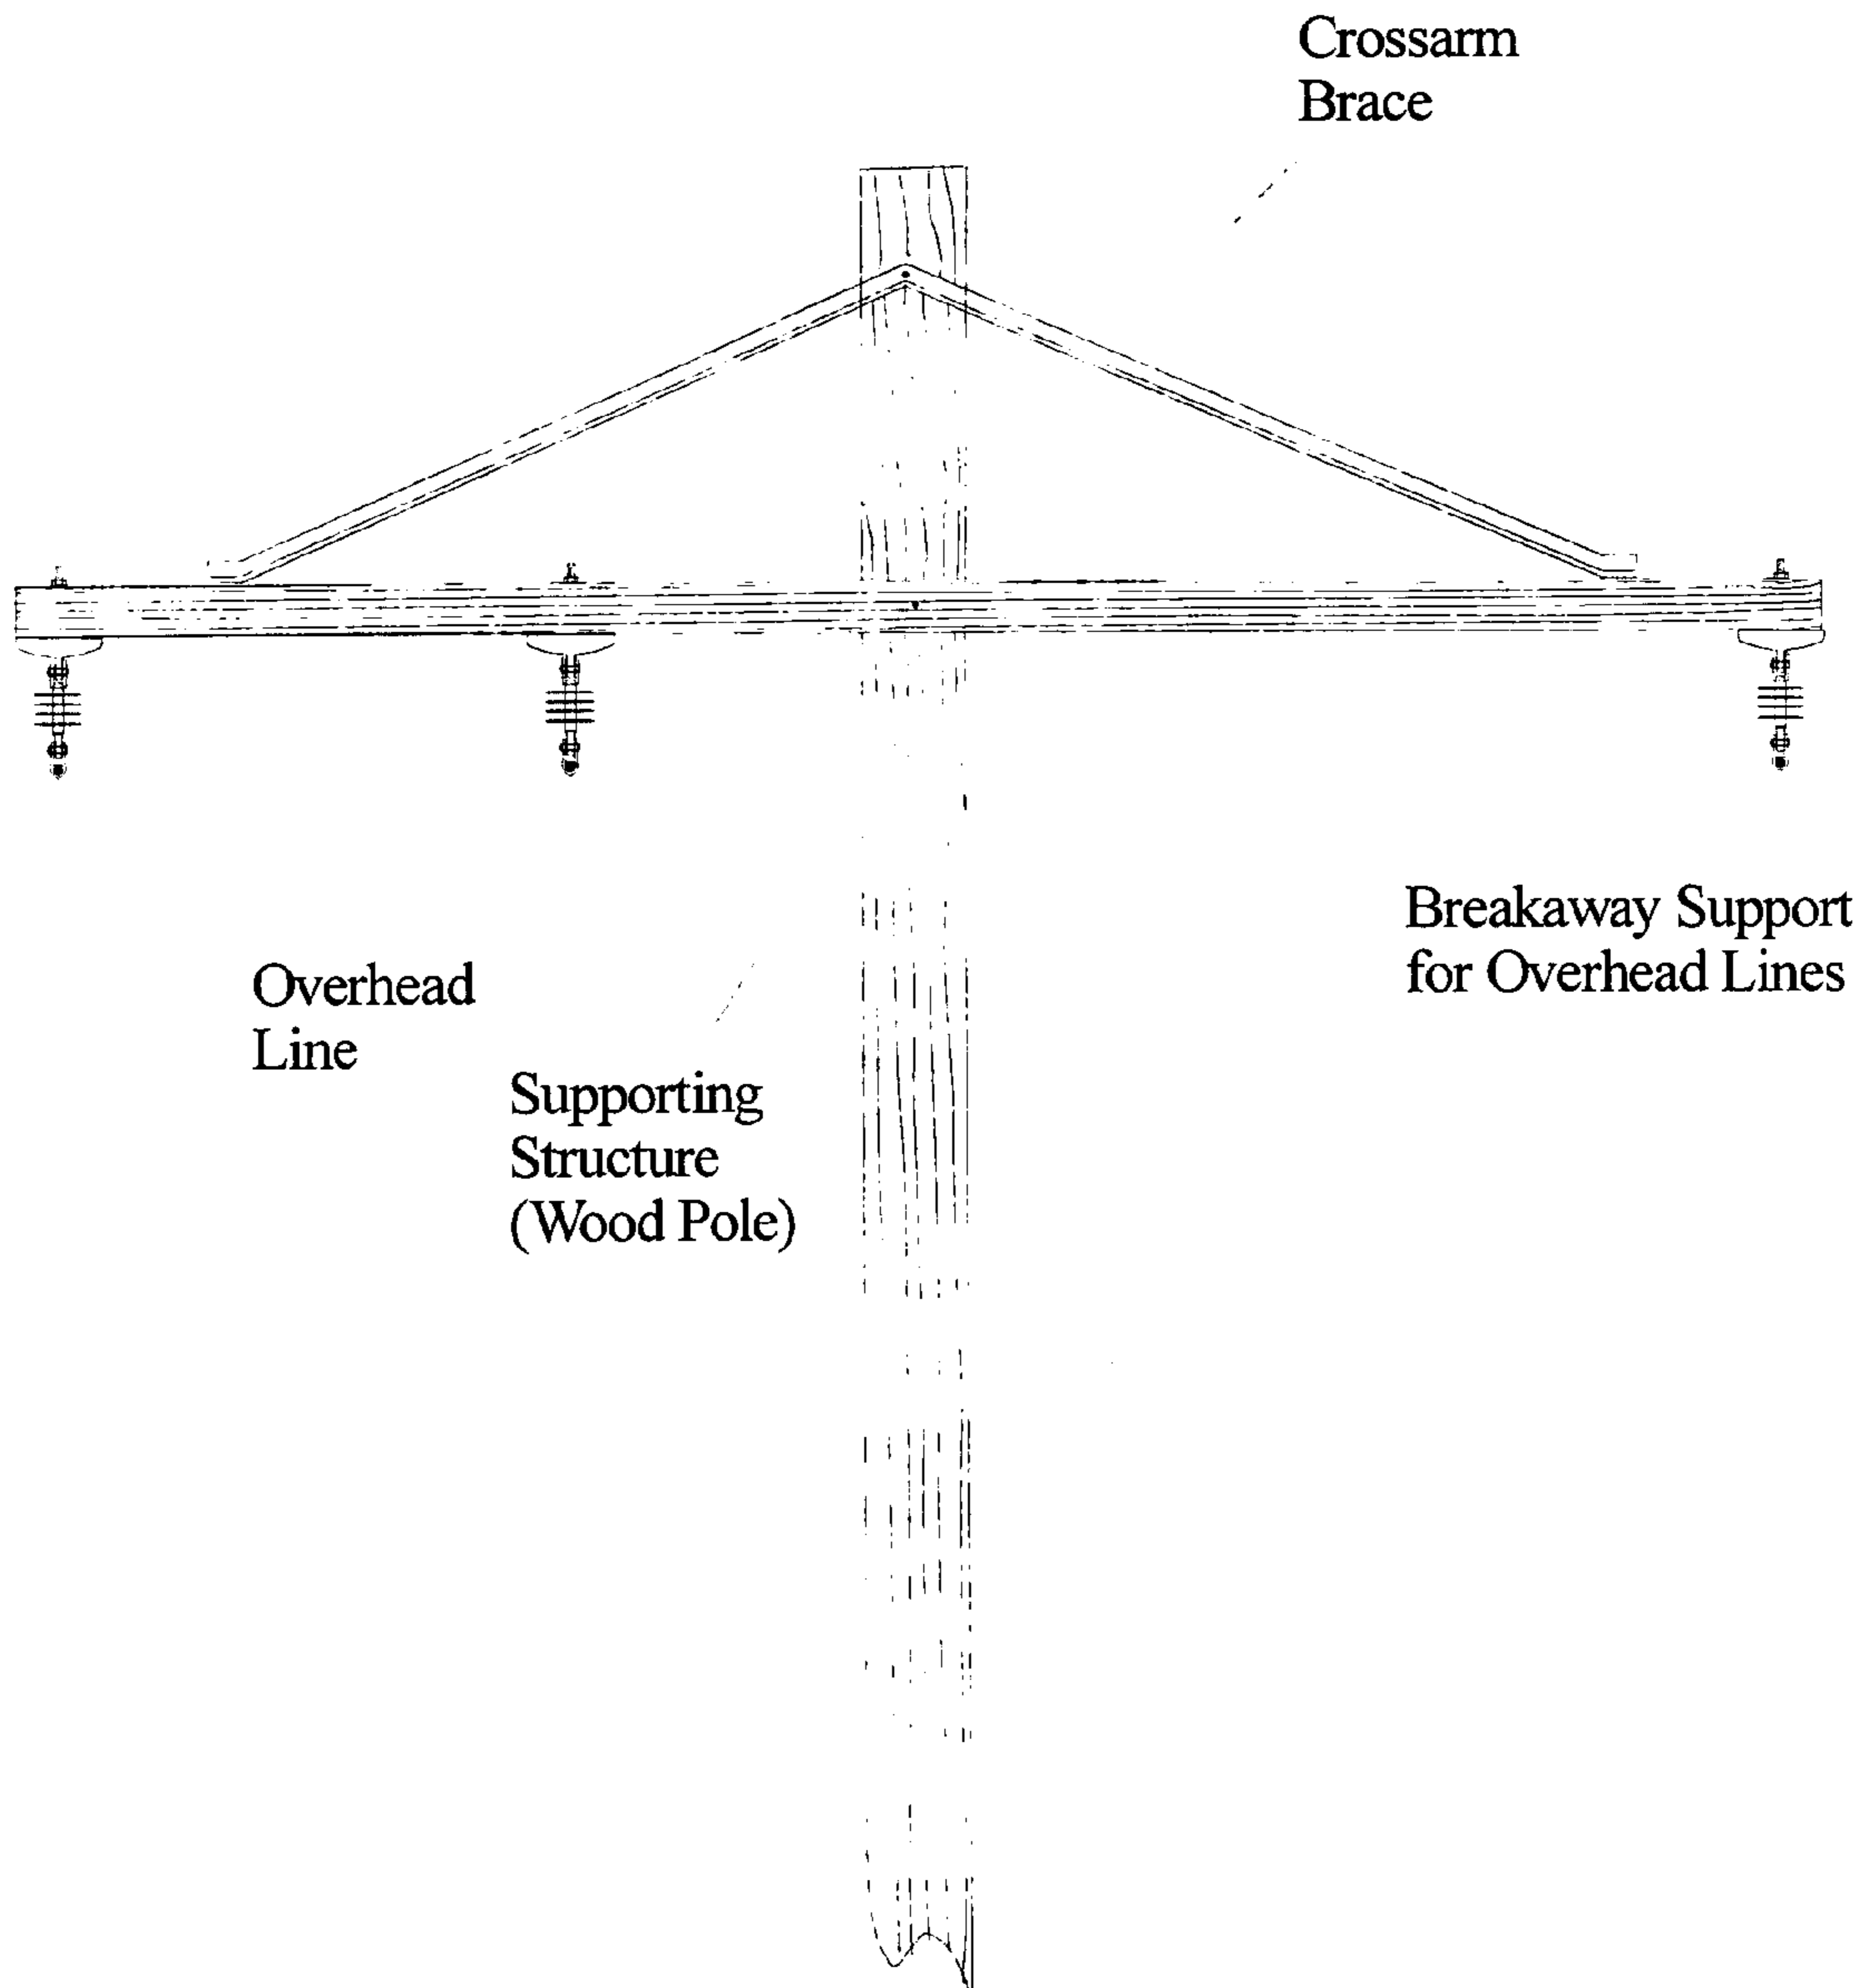 Crossarm
Brace
Breakaway Support
for Overhead Lines
Overhead
Line
Supporting
Structure
(Wood Pole)